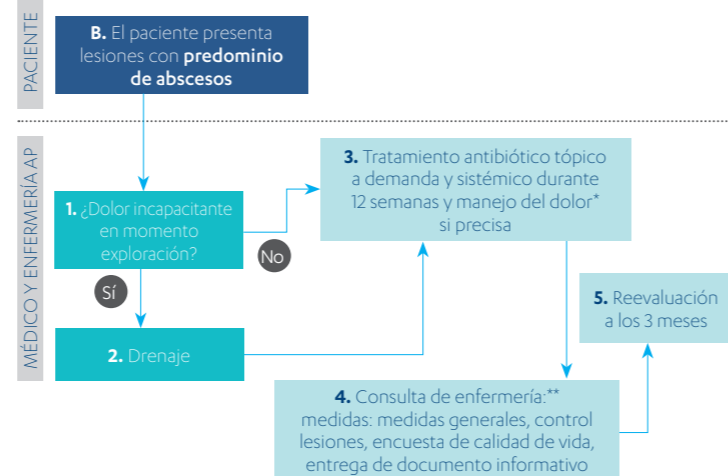 PACIENTE
B. El paciente presenta
lesiones con predominio
de abscesos
MÉDICO Y ENFERMERÍA AP
1. ¿Dolor incapacitante
en momento
exploración?
No
Sí
2. Drenaje
3. Tratamiento antibiótico tópico
a demanda y sistémico durante
12 semanas y manejo del dolor*
si precisa
4. Consulta de enfermería:**
medidas: medidas generales, control
lesiones, encuesta de calidad de vida,
entrega de documento informativo
5. Reevaluación
a los 3 meses